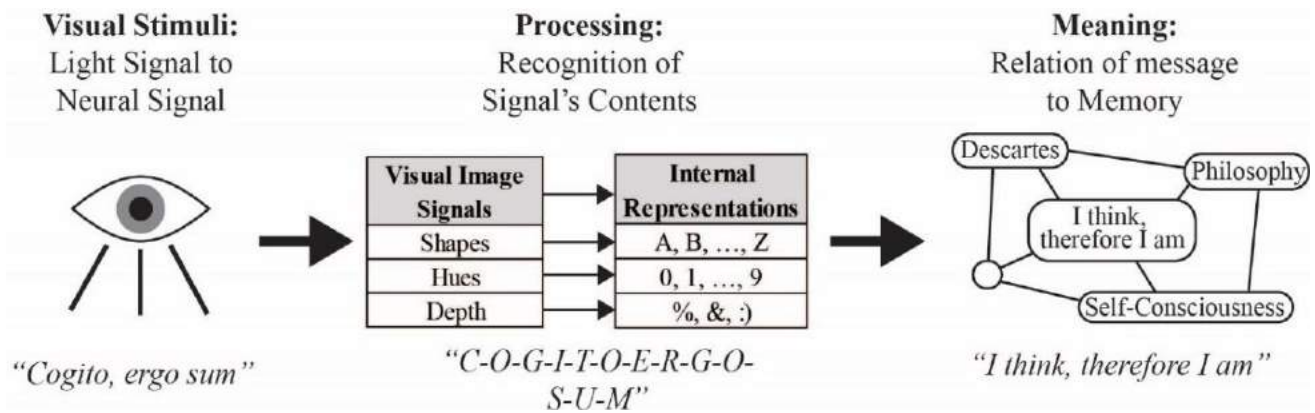 Visual Stimuli:
Light Signal to
Neural Signal
“Cogito, ergo sum”
Processing:
Recognition of
Signal’s Contents
Visual Image
Signals
Internal
Representations
Shapes
A, B, …, Z
Hues
0, 1, …, 9
Depth
%, &, :)
“C-O-G-I-T-O-E-R-G-O-
S-U-M”
Meaning:
Relation of message
to Memory
Descartes
Philosophy
I think,
therefore I am
Self-Consciousness
“I think, therefore I am”